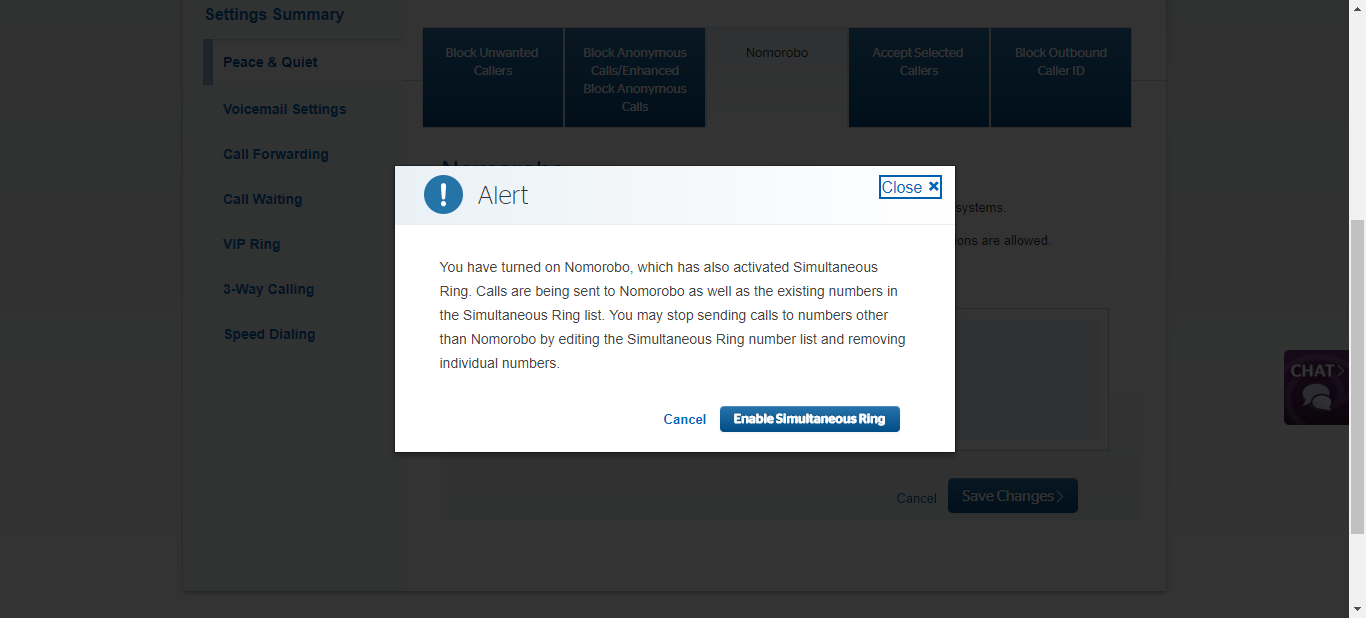 Settings Summary
Peace & Quiet
Voicemail Settings
Call Forwarding
Call Waiting
VIP Ring
3-Way Calling
Speed Dialing
Block Unwanted
Callers
Block Anonymous
Calls/Enhanced
Block Anonymous
Calls
Nomorobo
Accept Selected
Callers
Block Outbound
Caller ID
systems.
are allowed.
Alert
Close ✖
You have turned on Nomorobo, which has also activated Simultaneous
Ring. Calls are being sent to Nomorobo as well as the existing numbers in
the Simultaneous Ring list. You may stop sending calls to numbers other
than Nomorobo by editing the Simultaneous Ring number list and removing
individual numbers.
Cancel
Enable Simultaneous Ring
Cancel
Save Changes >
CHAT >